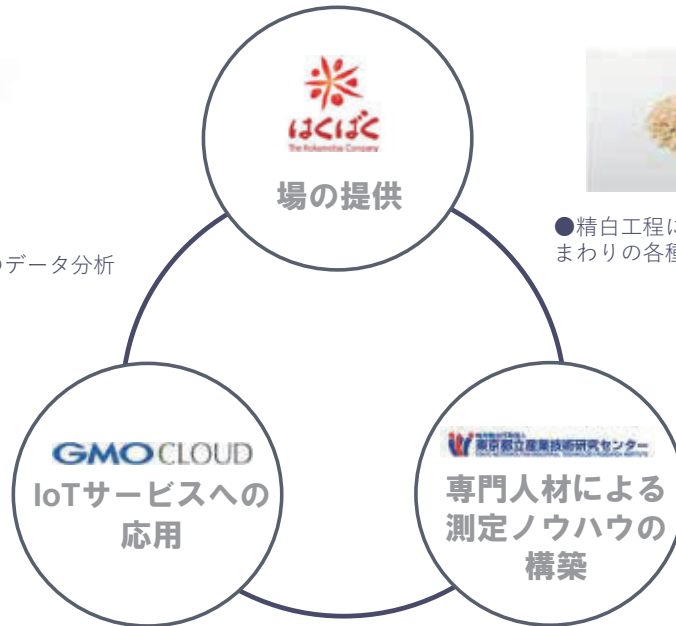 はくばく
The Kokumotsu Company
場の提供
のデータ分析
●精白工程に
まわりの各種
GMO CLOUD
IoTサービスへの
応用
東京都立産業技術研究センター
専門人材による
測定ノウハウの
構築